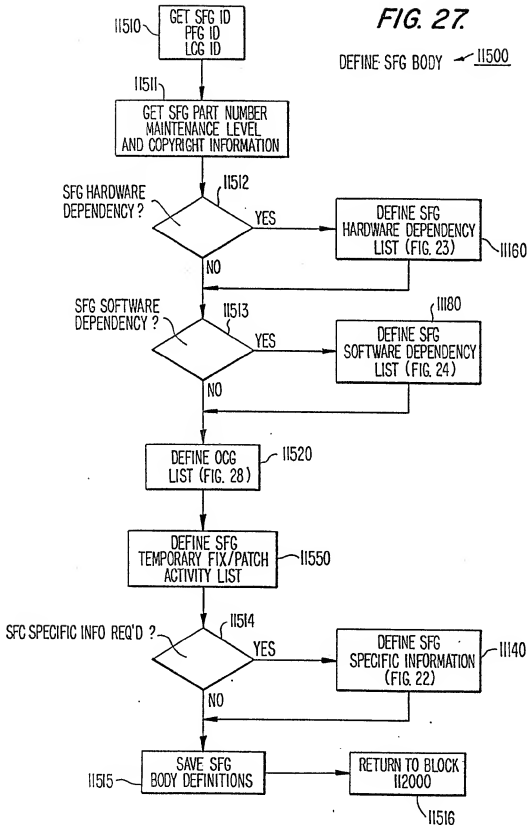 FIG. 27.
DEFINE SFG BODY 11500
11510
GET SFG ID
PFG ID
LCG ID
11511
GET SFG PART NUMBER
MAINTENANCE LEVEL
AND COPYRIGHT INFORMATION
11512
SFG HARDWARE
DEPENDENCY ?
YES
NO
DEFINE SFG
HARDWARE DEPENDENCY
LIST (FIG. 23)
11160
11513
SFG SOFTWARE
DEPENDENCY ?
YES
NO
11180
DEFINE SFG
SOFTWARE DEPENDENCY
LIST (FIG. 24)
DEFINE OCG
LIST (FIG. 28)
11520
DEFINE SFG
TEMPORARY FIX/PATCH
ACTIVITY LIST
11550
11514
SFC SPECIFIC INFO REQ'D ?
YES
NO
DEFINE SFG
SPECIFIC INFORMATION
(FIG. 22)
11140
SAVE SFG
BODY DEFINITIONS
11515
RETURN TO BLOCK
112000
11516